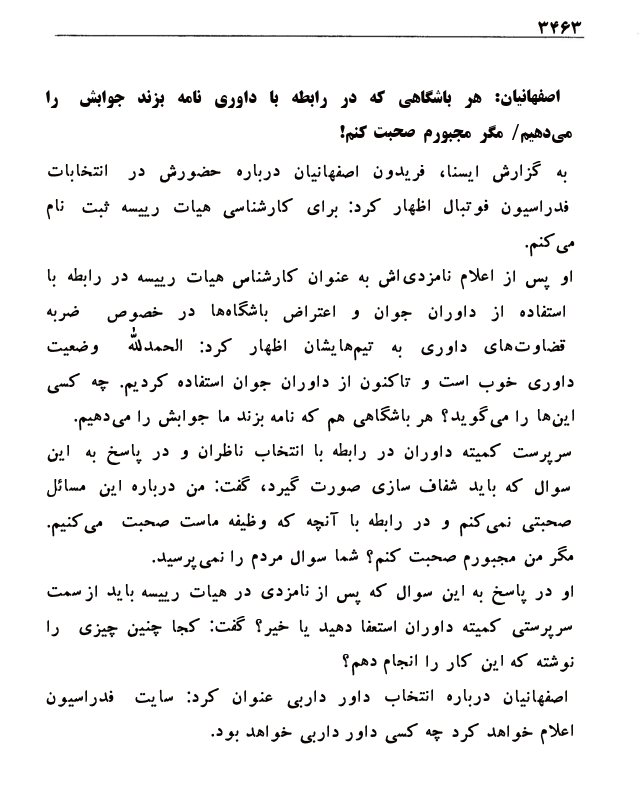 ۳۴۶۳
اصفهانیان: هر باشگاهی که در رابطه با داوری نامه بزند جوابش را
می‌دهیم/ مگر مجبورم صحبت کنم!
به گزارش ایسنا، فریدون اصفهانیان درباره حضورش در انتخابات
فدراسیون فوتبال اظهار کرد: برای کارشناسی هیات رییسه ثبت نام
می‌کنم.
او پس از اعلام نامزدی‌اش به عنوان کارشناس هیات رییسه در رابطه با
استفاده از داوران جوان و اعتراض باشگاه‌ها در خصوص ضربه
قضاوت‌های داوری به تیم‌هایشان اظهار کرد: الحمدلله وضعیت
داوری خوب است و تاکنون از داوران جوان استفاده کردیم. چه کسی
این‌ها را می‌گوید؟ هر باشگاهی هم که نامه بزند ما جوابش را می‌دهیم.
سرپرست کمیته داوران در رابطه با انتخاب ناظران و در پاسخ به این
سوال که باید شفاف سازی صورت گیرد، گفت: من درباره این مسائل
صحبتی نمی‌کنم و در رابطه با آنچه که وظیفه ماست صحبت می‌کنیم.
مگر من مجبورم صحبت کنم؟ شما سوال مردم را نمی‌پرسید.
او در پاسخ به این سوال که پس از نامزدی در هیات رییسه باید از سمت
سرپرستی کمیته داوران استعفا دهید یا خیر؟ گفت: کجا چنین چیزی را
نوشته که این کار را انجام دهم؟
اصفهانیان درباره انتخاب داور داربی عنوان کرد: سایت فدراسیون
اعلام خواهد کرد چه کسی داور داربی خواهد بود.